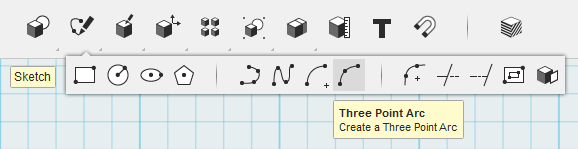 Sketch
Three Point Arc
Create a Three Point Arc